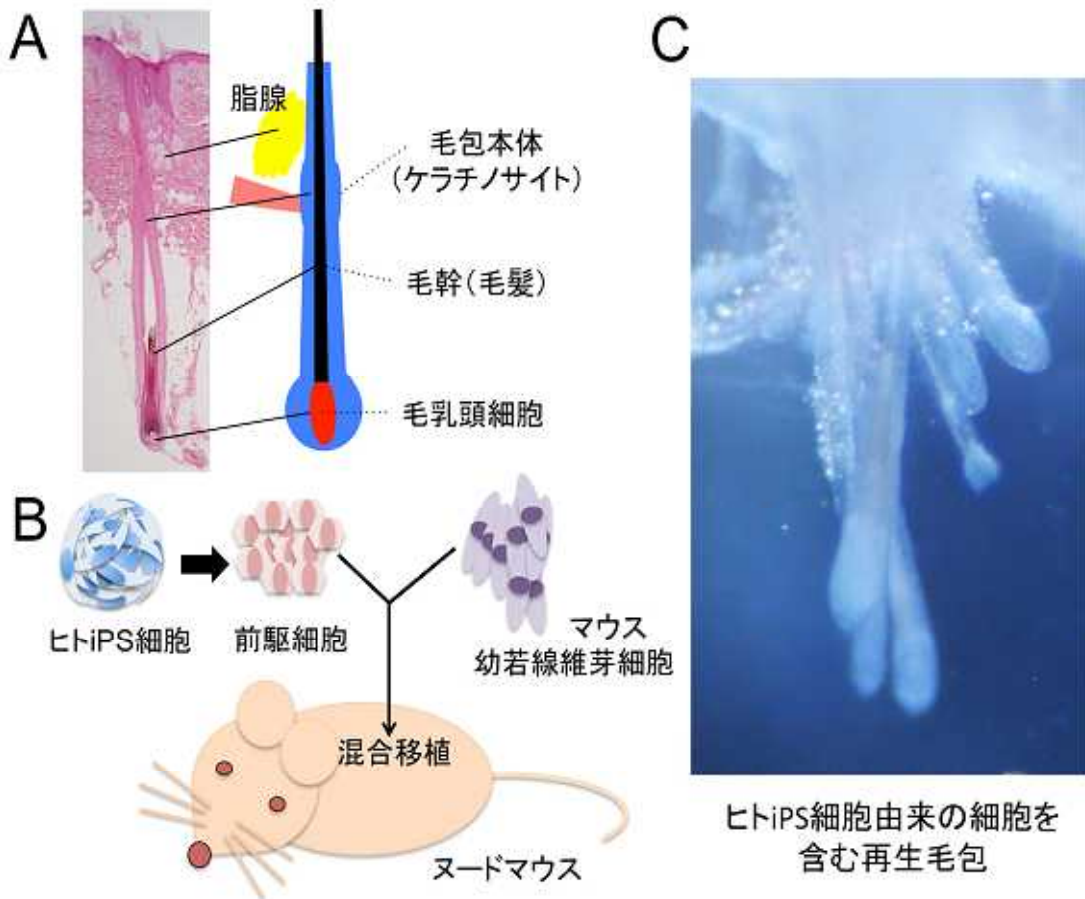 A
脂腺
毛包本体
（ケラチノサイト）
毛幹（毛髪）
毛乳頭細胞
B
ヒトiPS細胞
前駆細胞
マウス
幼若線維芽細胞
混合移植
ヌードマウス
C
ヒトiPS細胞由来の細胞を
含む再生毛包